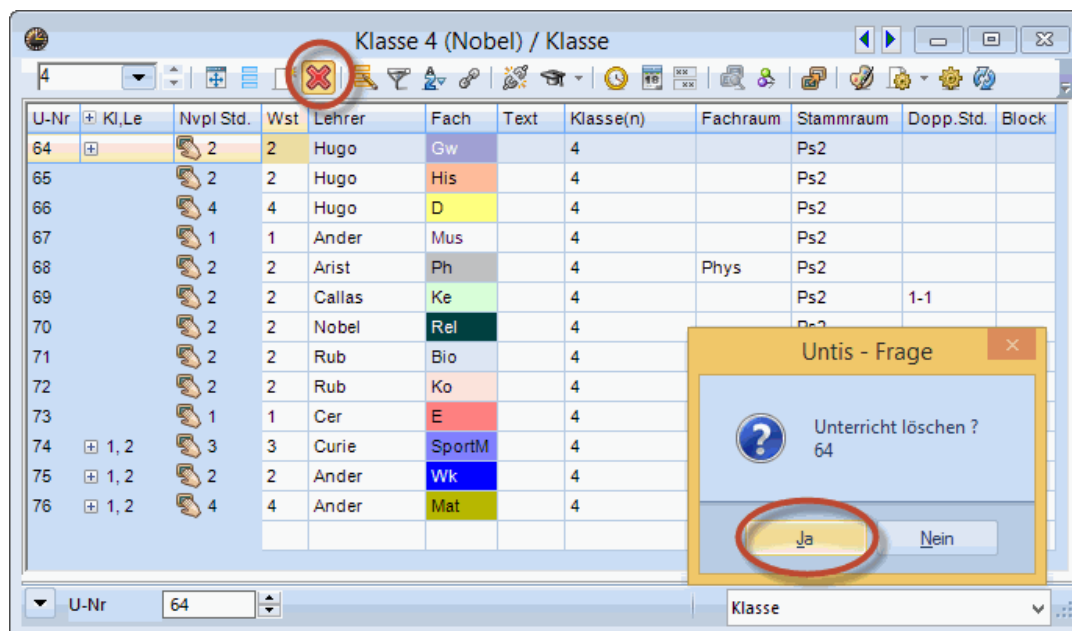 Klasse 4 (Nobel) / Klasse
4
U-Nr Kl,Le Nvpl Std. Wst Lehrer Fach Text Klasse(n) Fachraum Stammraum Dopp.Std. Block
64 2 2 Hugo Gw 4 Ps2
65 2 2 Hugo His 4 Ps2
66 4 4 Hugo D 4 Ps2
67 1 1 Ander Mus 4 Ps2
68 2 2 Arist Ph 4 Phys Ps2
69 2 2 Callas Ke 4 Ps2 1-1
70 2 2 Nobel Rel 4 Ps2
71 2 2 Rub Bio 4
72 2 2 Rub Ko 4
73 1 1 Cer E 4
74 1, 2 3 3 Curie SportM 4
75 1, 2 2 2 Ander Wk 4
76 1, 2 4 4 Ander Mat 4
Untis - Frage
Unterricht löschen ?
64
Ja Nein
U-Nr 64 Klasse